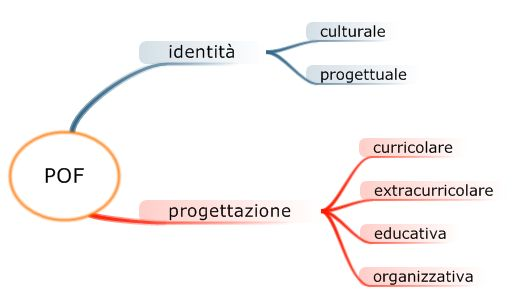 POF
identità
culturale
progettuale
progettazione
curricolare
extracurricolare
educativa
organizzativa